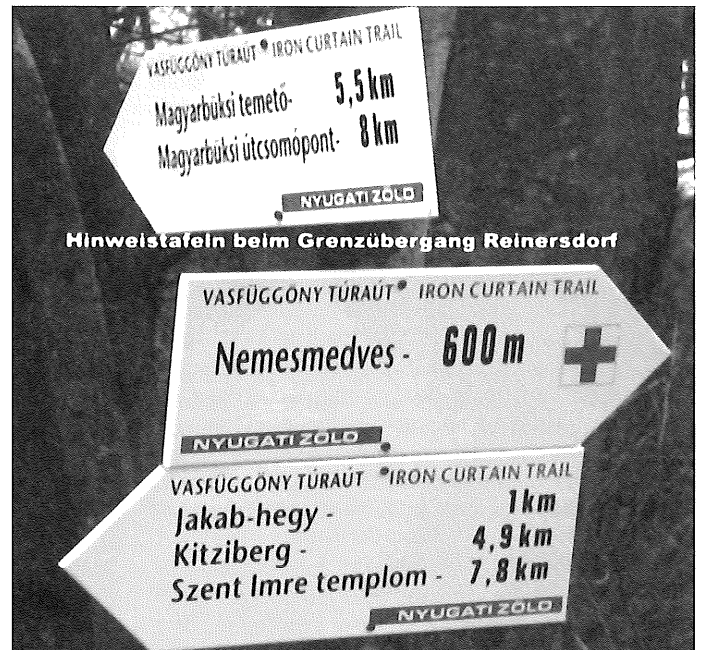 VASFÜGGÖNY TÚRAÚT IRON CURTAIN TRAIL
Magyarbüksi temető- 5,5 km
Magyarbüksi útcsomópont- 8 km
NYUGATI ZÖLD
Hinweistafeln beim Grenzübergang Reinersdorf
VASFÜGGÖNY TÚRAÚT IRON CURTAIN TRAIL
Nemesmedves - 600 m
NYUGATI ZÖLD
VASFÜGGÖNY TÚRAÚT IRON CURTAIN TRAIL
Jakab-hegy - 1 km
Kitziberg - 4,9 km
Szent Imre templom - 7,8 km
NYUGATI ZÖLD